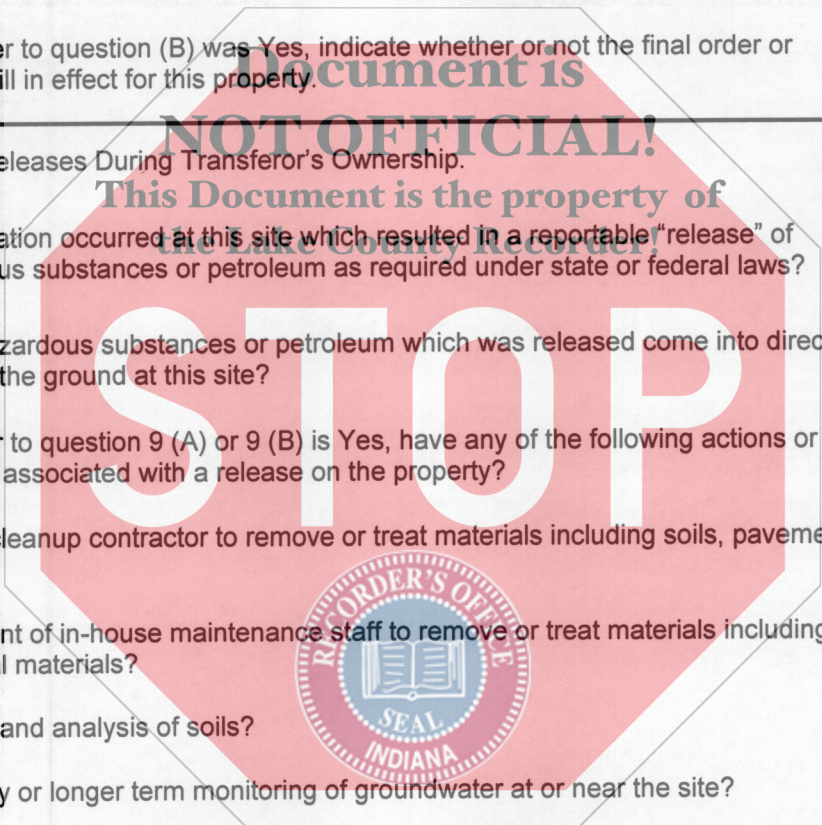 er to question (B) was Yes, indicate whether or not the final order or
ill in effect for this property.
Document is
NOT OFFICIAL!
eleases During Transferor's Ownership.
This Document is the property of
the Lake County Recorder!
ation occurred at this site which resulted in a reportable "release" of
us substances or petroleum as required under state or federal laws?
zardous substances or petroleum which was released come into direc
the ground at this site?
STOP
to question 9 (A) or 9 (B) is Yes, have any of the following actions or
associated with a release on the property?
leanup contractor to remove or treat materials including soils, paveme
RECORDER'S OFFICE
nt of in-house maintenance staff to remove or treat materials including
l materials?
SEAL
INDIANA
and analysis of soils?
y or longer term monitoring of groundwater at or near the site?